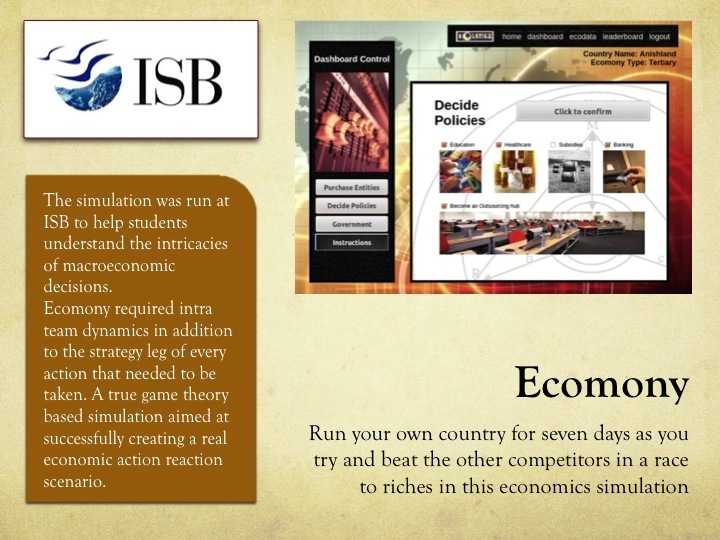 ISB
The simulation was run at
ISB to help students
understand the intricacies
of macroeconomic
decisions.
Ecomony required intra
team dynamics in addition
to the strategy leg of every
action that needed to be
taken. A true game theory
based simulation aimed at
successfully creating a real
economic action reaction
scenario.
home dashboard ecodata leaderboard logout
Country Name: Anishland
Ecomony Type: Tertiary
Dashboard Control
Purchase Entities
Decide Policies
Government
Instructions
Decide
Policies
Click to confirm
M
Education Healthcare Subsidies Banking
Become an Outsourcing hub
Ecomony
Run your own country for seven days as you
try and beat the other competitors in a race
to riches in this economics simulation